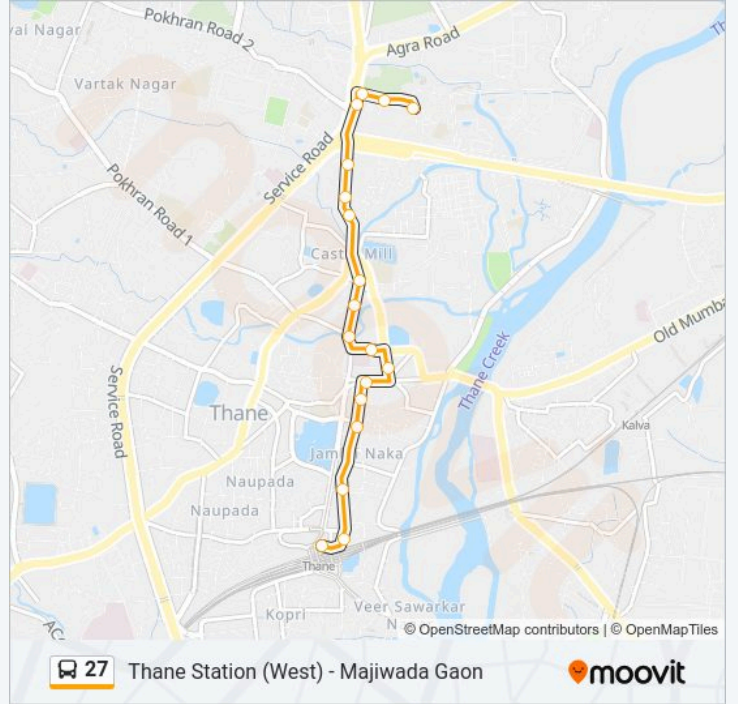 Pokhran Road 2
Agra Road
Th
val Nagar
Vartak Nagar
Service Road
Pokhran Road 1
Castle Mill
Old Mumba
Thane Creek
Service Road
Thane
Kalva
Naupada
Naupada
Thane
Kopri
Veer Sawarkar
N
AC
© OpenStreetMap contributors | © OpenMapTiles
27 Thane Station (West) - Majiwada Gaon
moovit